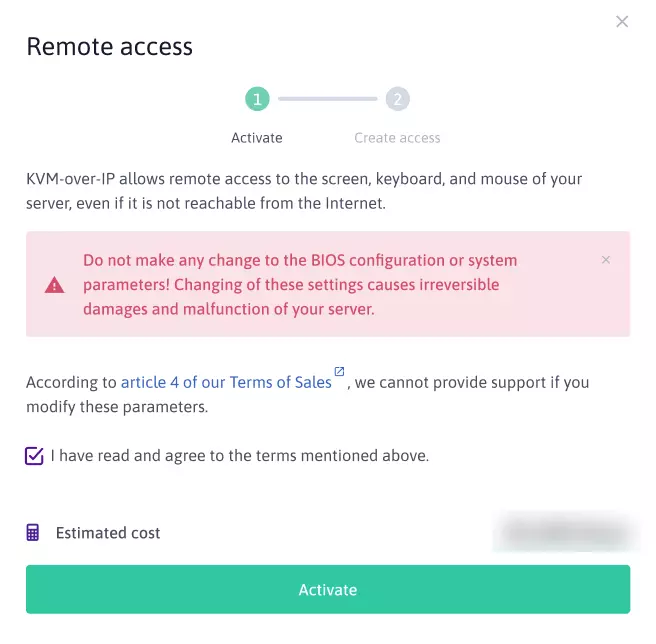 Remote access
1
2
Activate
Create access
KVM-over-IP allows remote access to the screen, keyboard, and mouse of your
server, even if it is not reachable from the Internet.
Do not make any change to the BIOS configuration or system
parameters! Changing of these settings causes irreversible
damages and malfunction of your server.
According to article 4 of our Terms of Sales, we cannot provide support if you
modify these parameters.
I have read and agree to the terms mentioned above.
Estimated cost
Activate